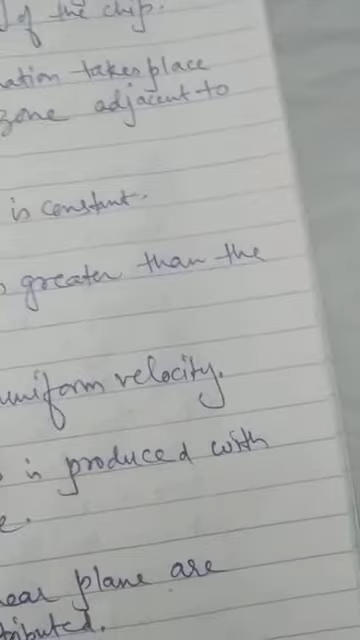 of the chip.
ation takes place
zone adjacent to
is constant.
greater than the
uniform velocity.
is produced with
e.
ear plane are
tributed.